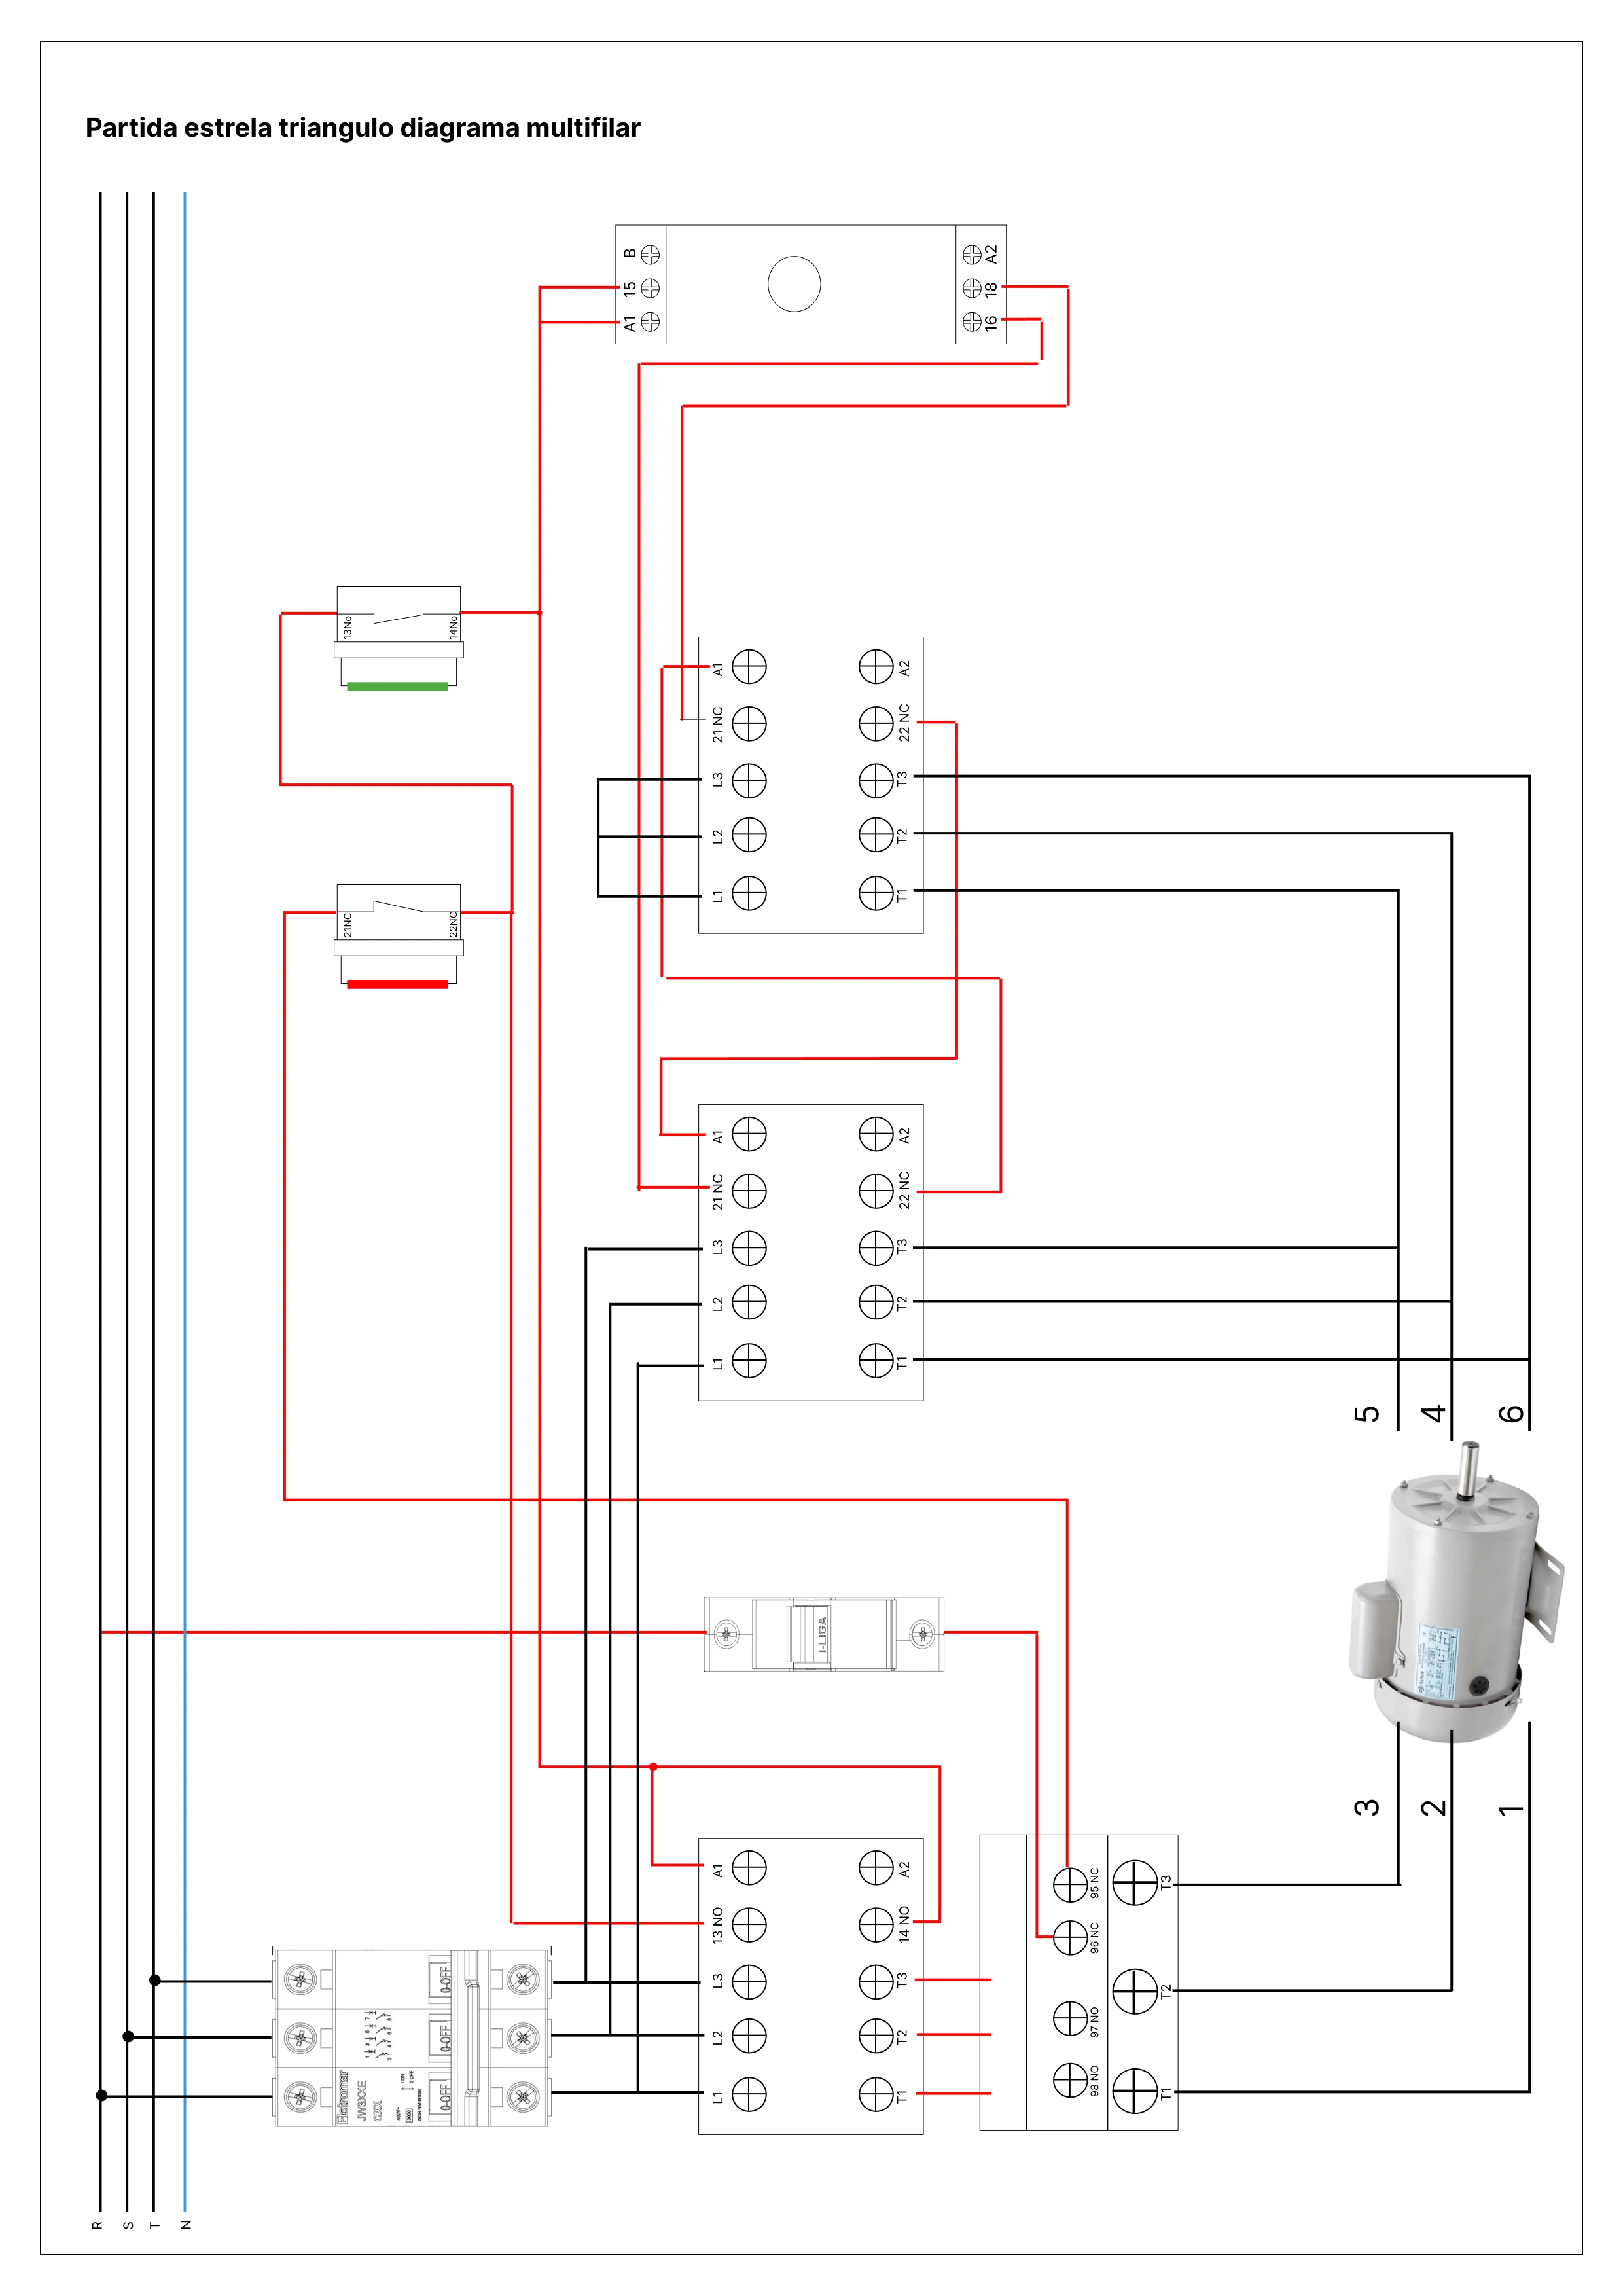 Partida estrela triangulo diagrama multifilar
B
15
A1
A2
18
16
13No
14No
21NC
22NC
A1
21 NC
L3
L2
L1
A2
22 NC
T3
T2
T1
A1
21 NC
L3
L2
L1
A2
22 NC
T3
T2
T1
5
4
6
I-LIGA
3
2
1
A1
13 NO
L3
L2
L1
A2
14 NO
T3
T2
T1
95 NC
96 NC
97 NO
98 NO
T3
T2
T1
0-OFF
0-OFF
0-OFF
Eletromar
CXX
R
S
T
N